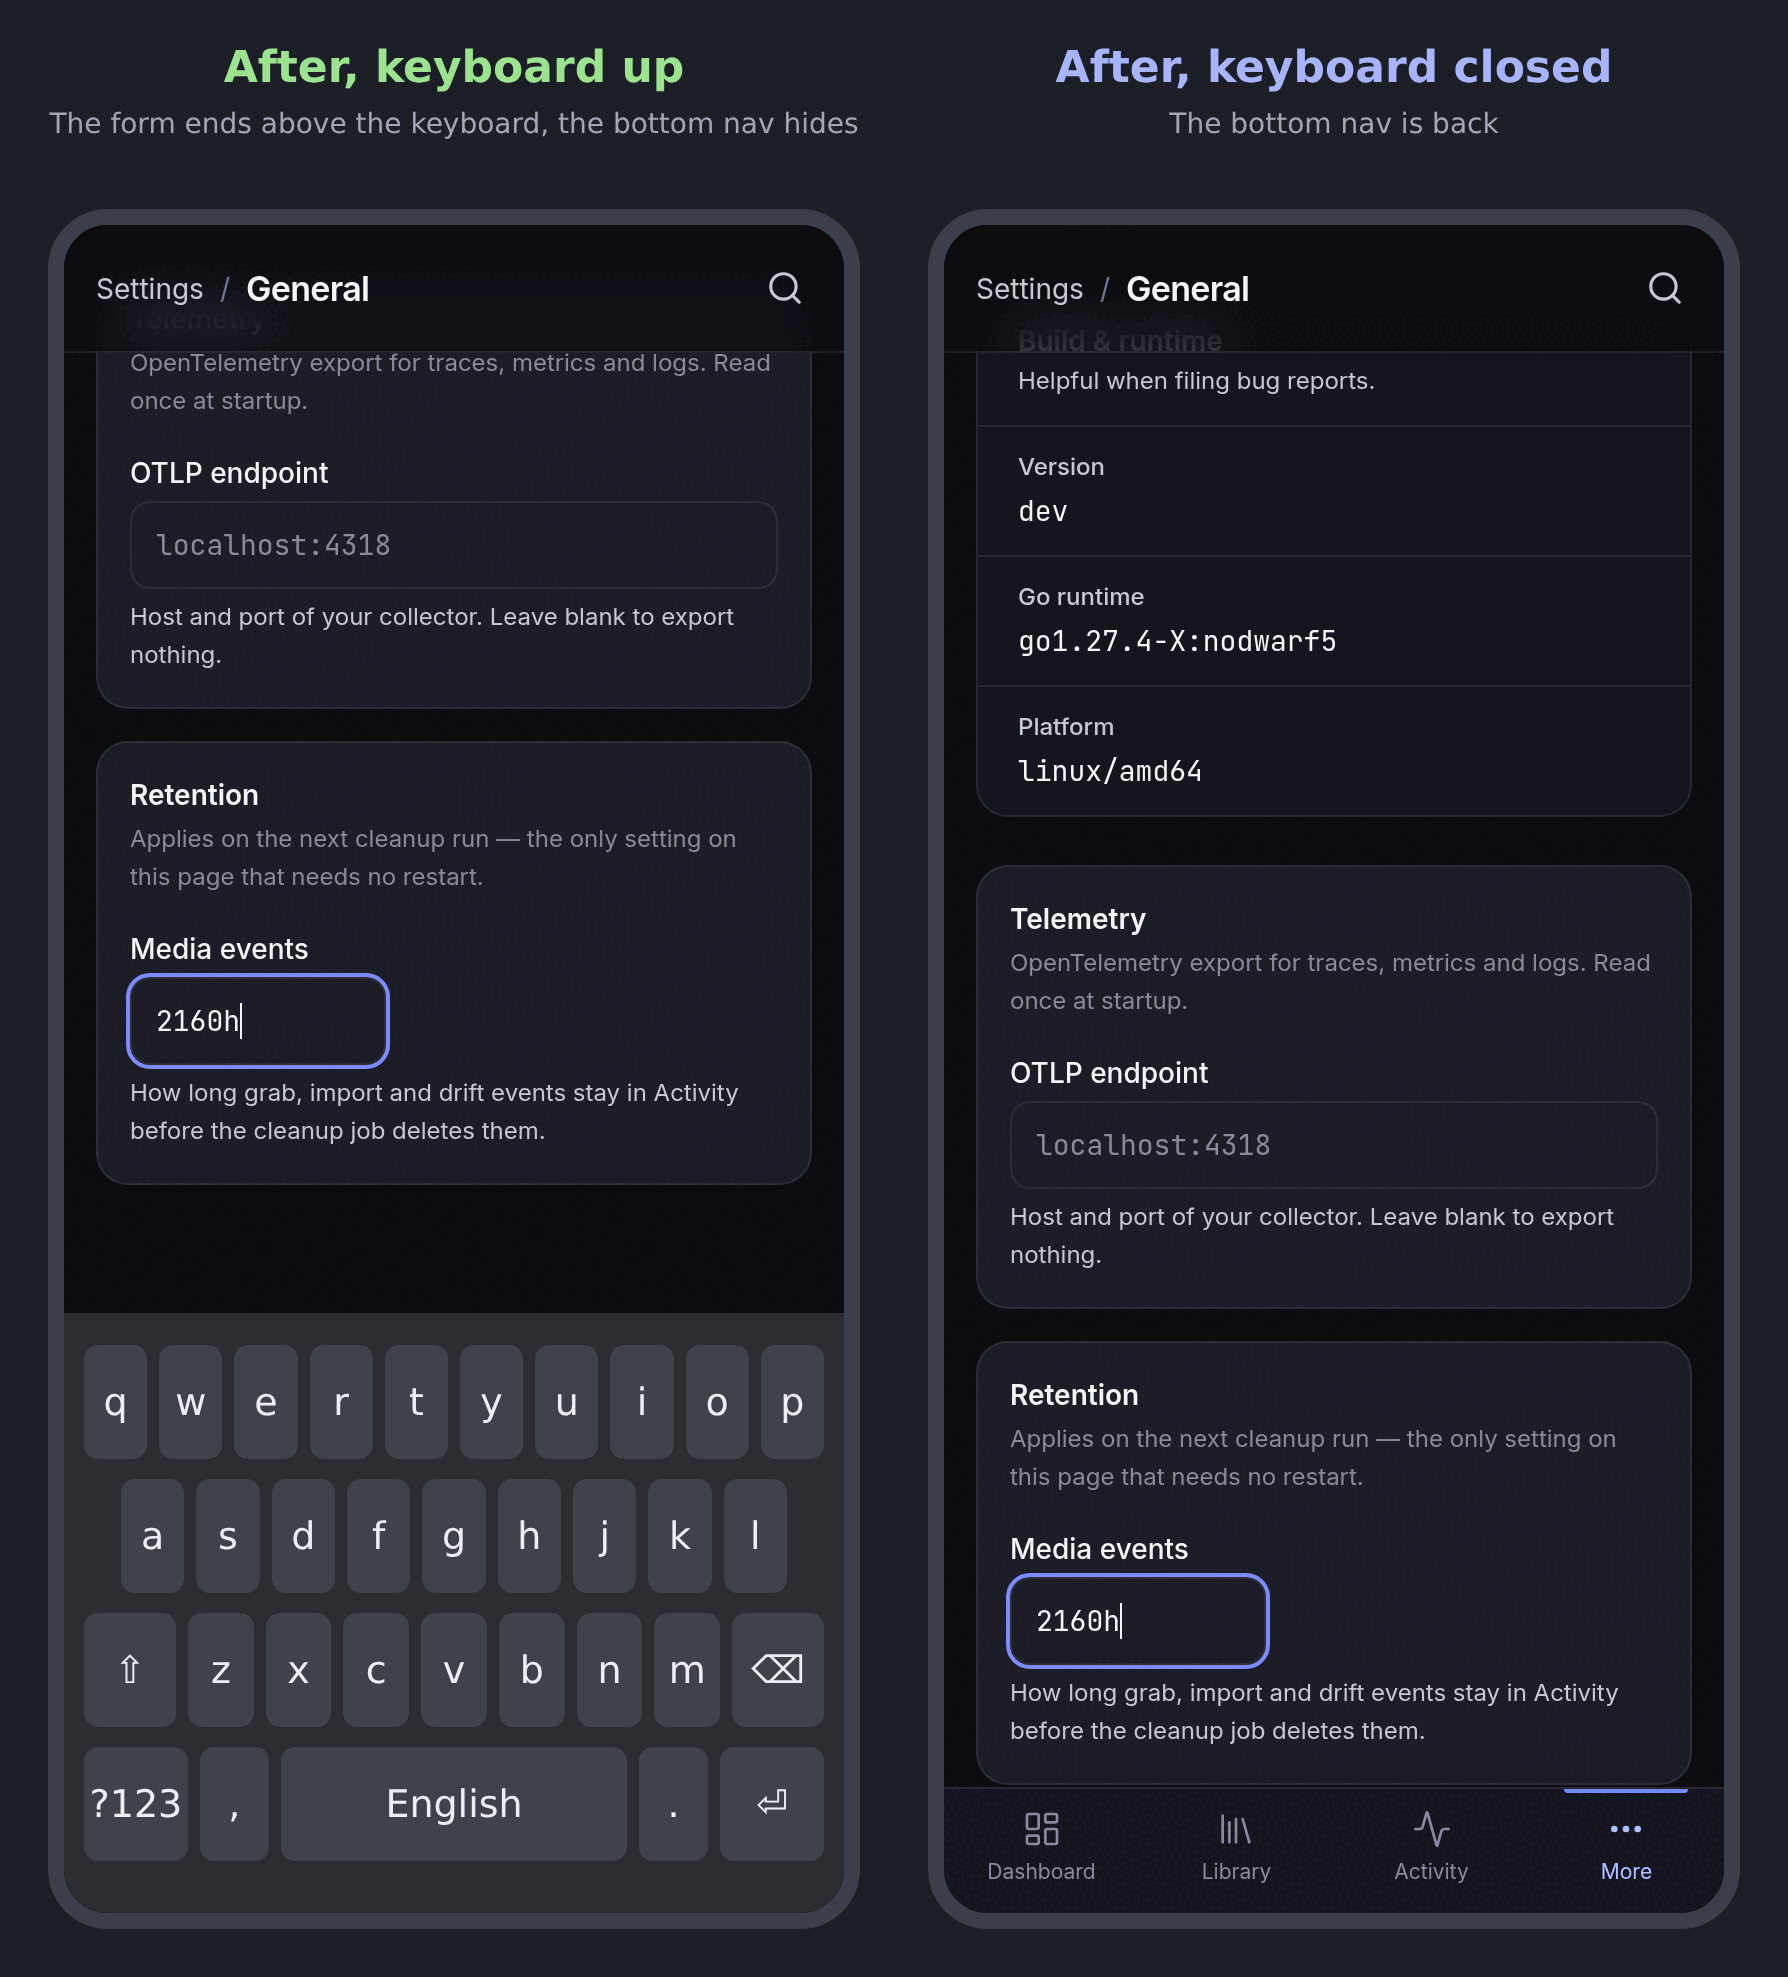 After, keyboard up
The form ends above the keyboard, the bottom nav hides
Settings / General
Telemetry
OpenTelemetry export for traces, metrics and logs. Read
once at startup.
OTLP endpoint
localhost:4318
Host and port of your collector. Leave blank to export
nothing.
Retention
Applies on the next cleanup run — the only setting on
this page that needs no restart.
Media events
2160h
How long grab, import and drift events stay in Activity
before the cleanup job deletes them.
q w e r t y u i o p
a s d f g h j k l
⇧ z x c v b n m ⌫
?123 , English . ⏎
After, keyboard closed
The bottom nav is back
Settings / General
Build & runtime
Helpful when filing bug reports.
Version
dev
Go runtime
go1.27.4-X:nodwarf5
Platform
linux/amd64
Telemetry
OpenTelemetry export for traces, metrics and logs. Read
once at startup.
OTLP endpoint
localhost:4318
Host and port of your collector. Leave blank to export
nothing.
Retention
Applies on the next cleanup run — the only setting on
this page that needs no restart.
Media events
2160h
How long grab, import and drift events stay in Activity
before the cleanup job deletes them.
Dashboard Library Activity More